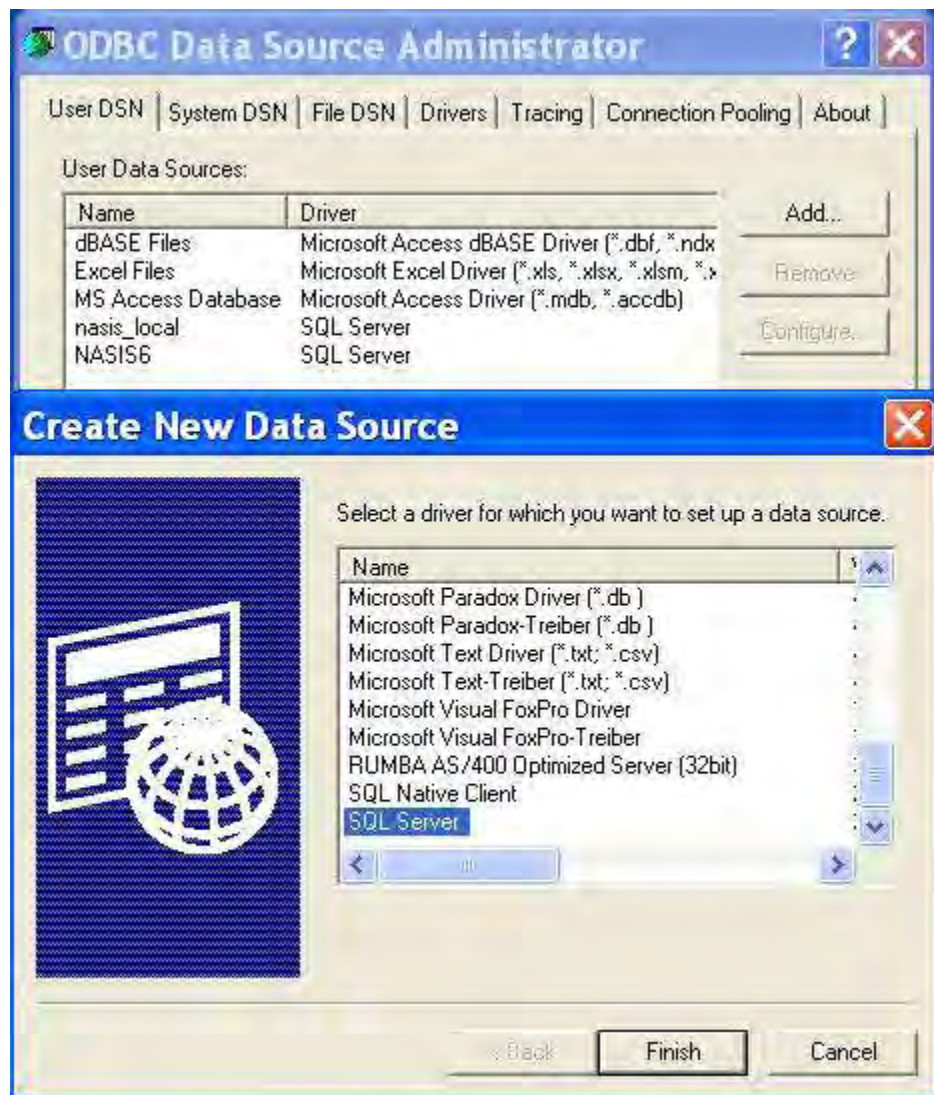 ODBC Data Source Administrator
User DSN System DSN File DSN Drivers Tracing Connection Pooling About
User Data Sources:
Name Driver
dBASE Files Microsoft Access dBASE Driver (*.dbf, *.ndx
Excel Files Microsoft Excel Driver (*.xls, *.xlsx, *.xlsm, *.x
MS Access Database Microsoft Access Driver (*.mdb, *.accdb)
nasis_local SQL Server
NASIS6 SQL Server
Add...
Remove
Configure...
Create New Data Source
Select a driver for which you want to set up a data source.
Name
Microsoft Paradox Driver (*.db )
Microsoft Paradox-Treiber (*.db )
Microsoft Text Driver (*.txt; *.csv)
Microsoft Text-Treiber (*.txt; *.csv)
Microsoft Visual FoxPro Driver
Microsoft Visual FoxPro-Treiber
RUMBA AS/400 Optimized Server (32bit)
SQL Native Client
SQL Server
< Back Finish Cancel